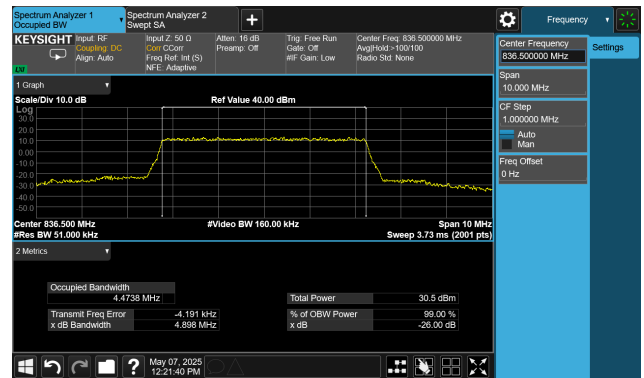 Spectrum Analyzer 1
Occupied BW
Spectrum Analyzer 2
Swept SA
Frequency
KEYSIGHT
Input: RF
Coupling: DC
Align: Auto
Input Z: 50 Ω
Corr CCorr
Freq Ref: Int (S)
NFE: Adaptive
Atten: 16 dB
Preamp: Off
Trig: Free Run
Gate: Off
#IF Gain: Low
Center Freq: 836.500000 MHz
Avg|Hold:>100/100
Radio Std: None
LXI
Center Frequency
836.500000 MHz
Settings
Span
10.000 MHz
CF Step
1.000000 MHz
Auto
Man
Freq Offset
0 Hz
1 Graph
Scale/Div 10.0 dB
Ref Value 40.00 dBm
Log
30.0
20.0
10.0
0.00
-10.0
-20.0
-30.0
-40.0
-50.0
Center 836.500 MHz
#Video BW 160.00 kHz
Span 10 MHz
#Res BW 51.000 kHz
Sweep 3.73 ms (2001 pts)
2 Metrics
Occupied Bandwidth
4.4738 MHz
Total Power 30.5 dBm
Transmit Freq Error -4.191 kHz
% of OBW Power 99.00 %
x dB Bandwidth 4.898 MHz
x dB -26.00 dB
May 07, 2025
12:21:40 PM